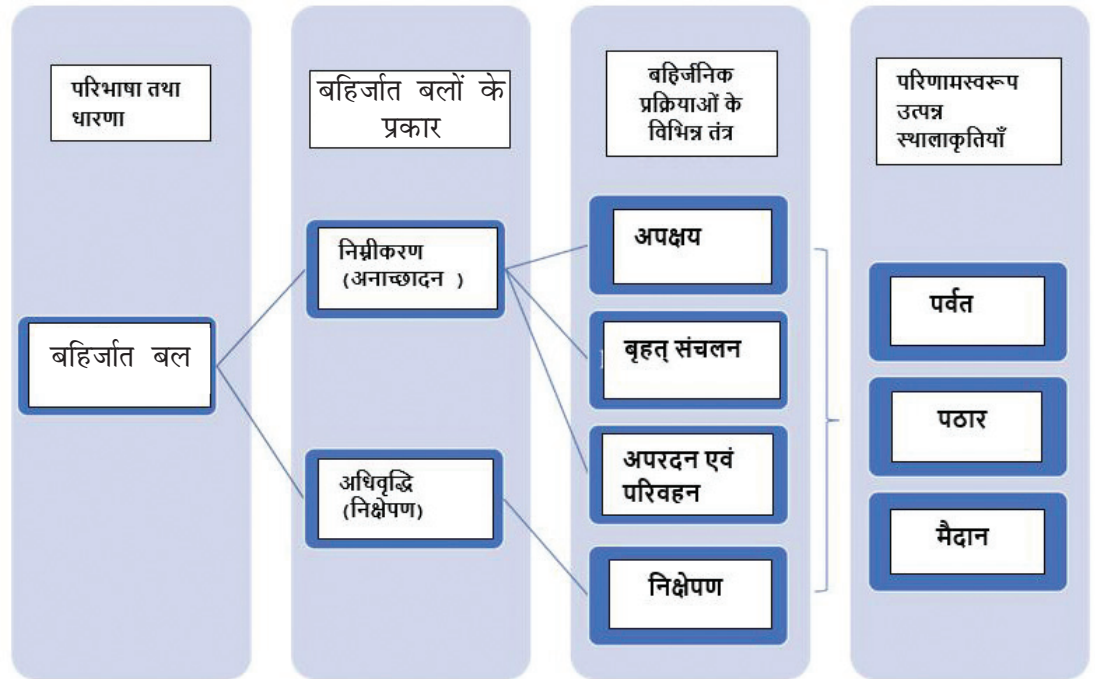 परिभाषा तथा
धारणा
बहिर्जात बल
बहिर्जात बलों के
प्रकार
निम्नीकरण
(अनाच्छादन )
अधिवृद्धि
(निक्षेपण)
बहिर्जनिक
प्रक्रियाओं के
विभिन्न तंत्र
अपक्षय
बृहत् संचलन
अपरदन एवं
परिवहन
निक्षेपण
परिणामस्वरूप
उत्पन्न
स्थालाकृतियाँ
पर्वत
पठार
मैदान